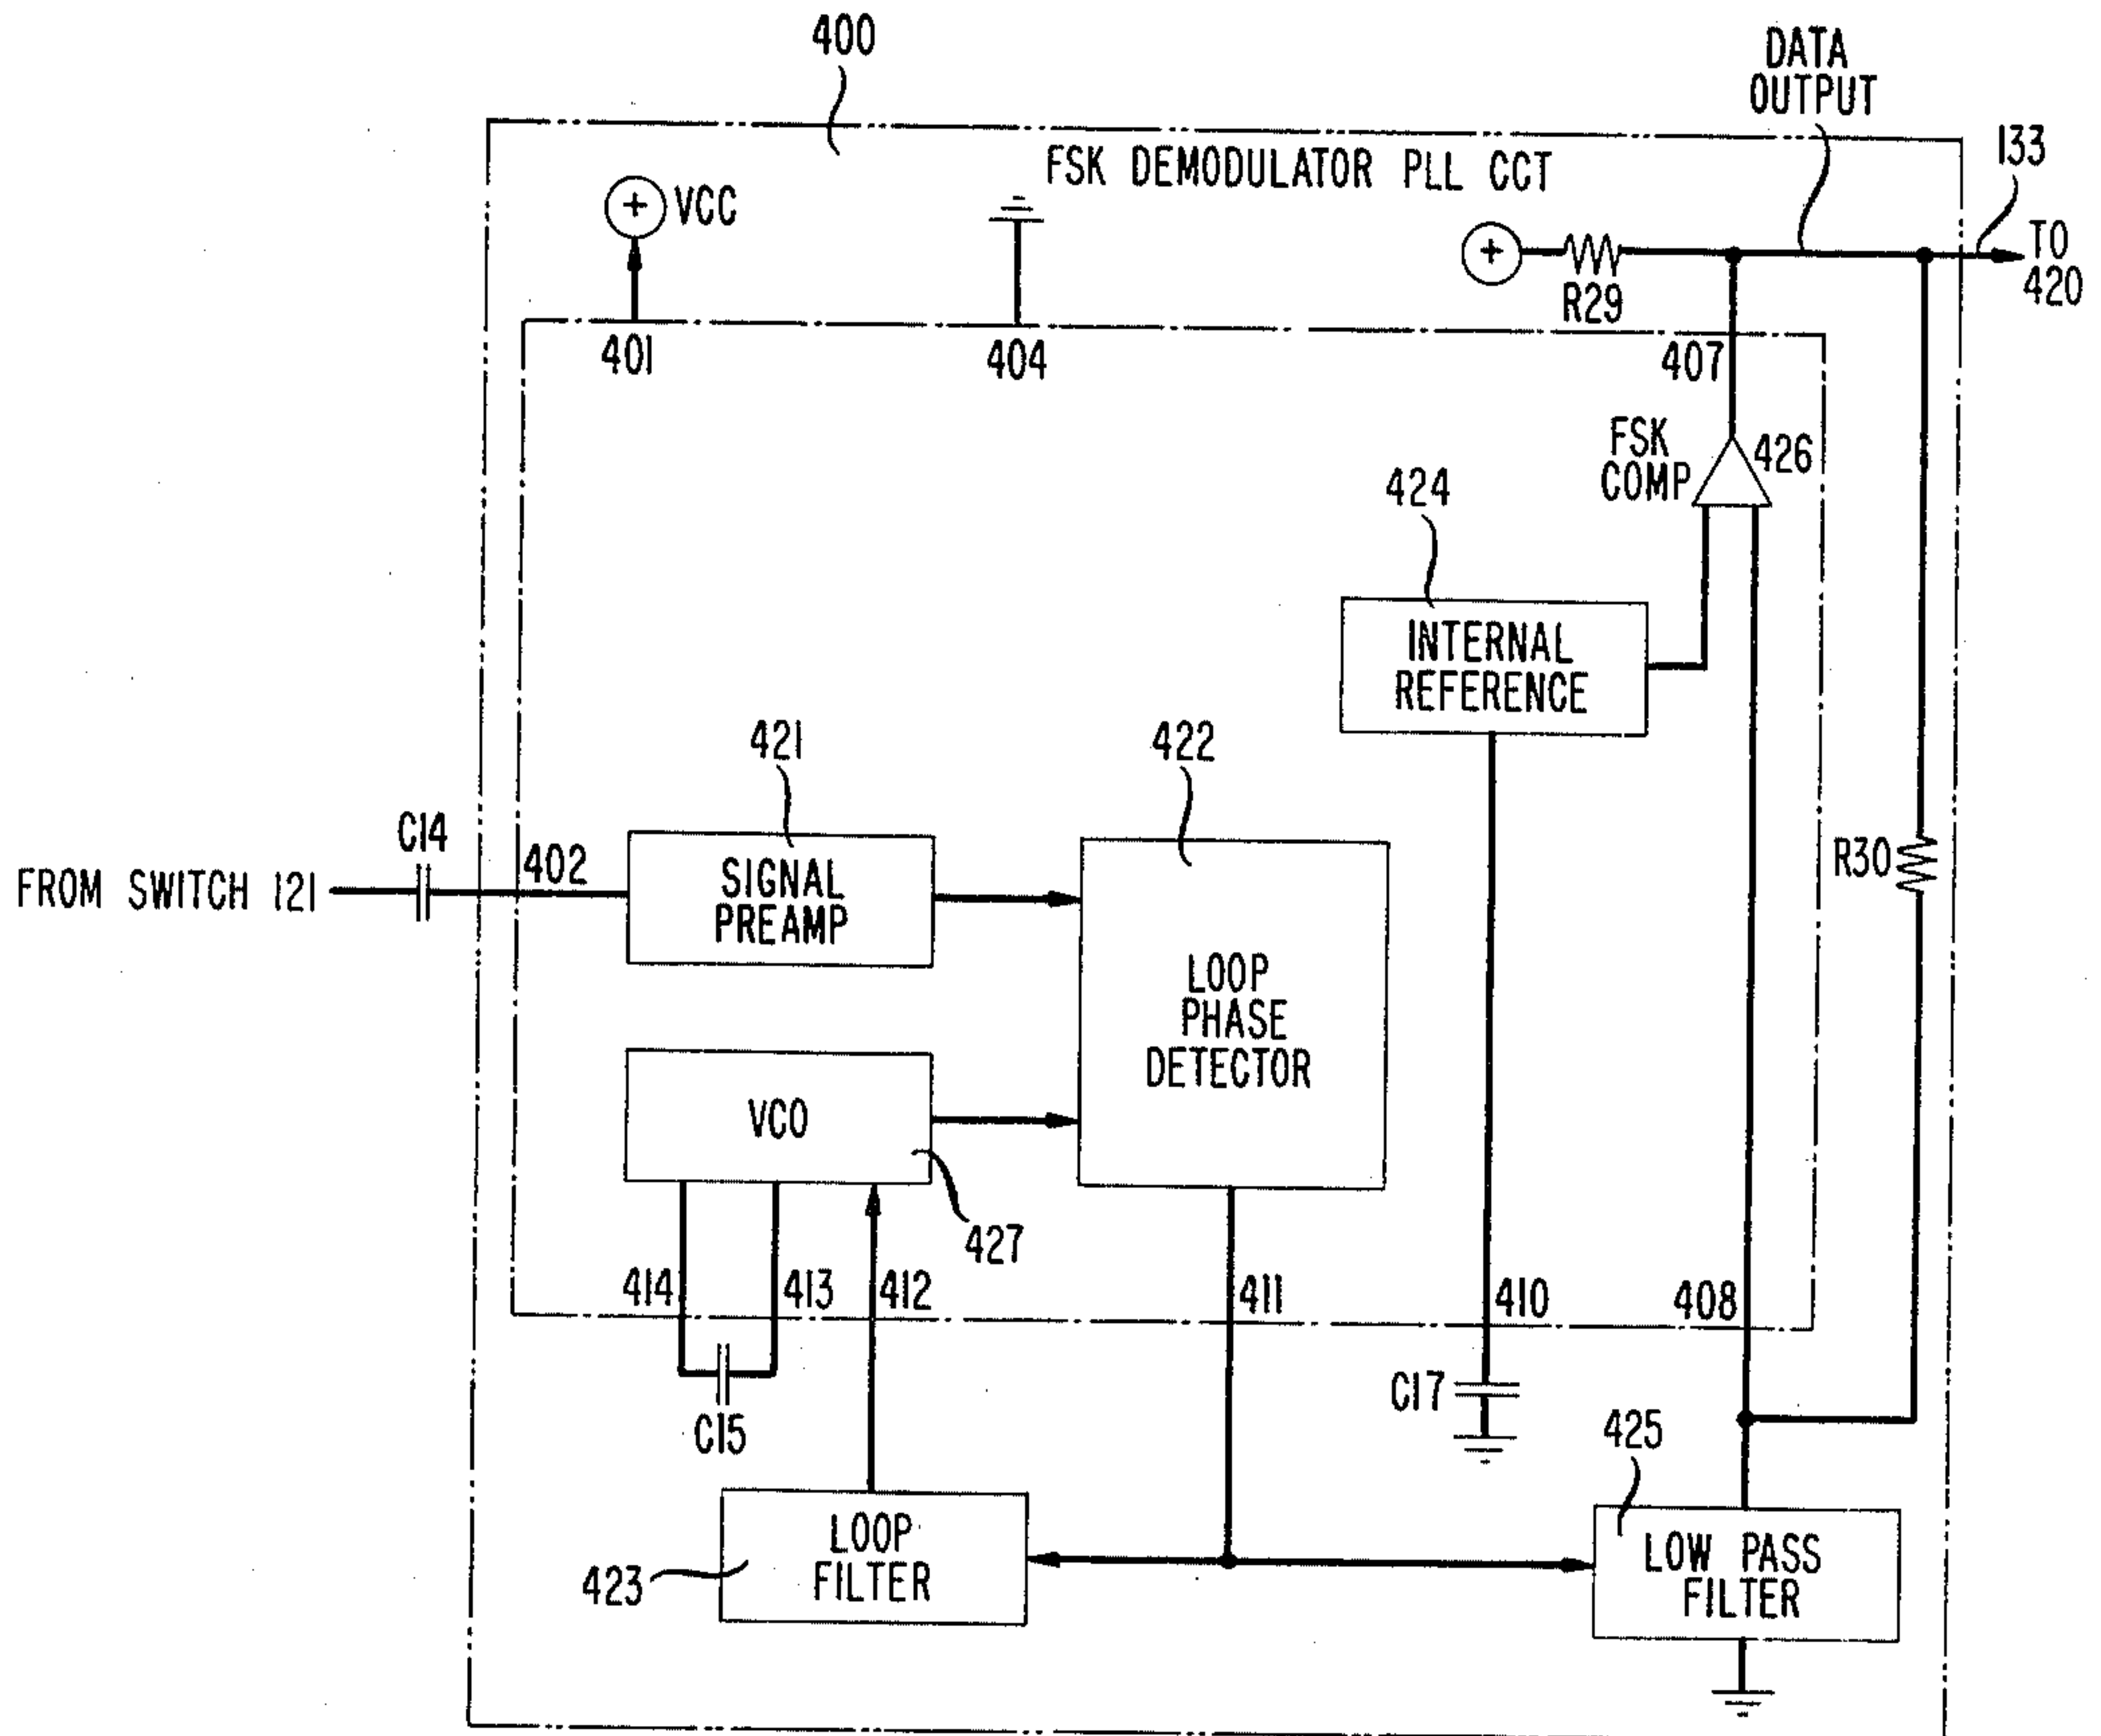 400
DATA
OUTPUT
133
FSK DEMODULATOR PLL CCT
VCC
TO
420
R29
401
404
407
FSK
COMP
426
424
INTERNAL
REFERENCE
421
422
C14
402
FROM SWITCH 121
SIGNAL
PREAMP
R30
LOOP
PHASE
DETECTOR
VCO
427
414
413
412
411
410
408
C15
C17
425
LOOP
FILTER
423
LOW PASS
FILTER